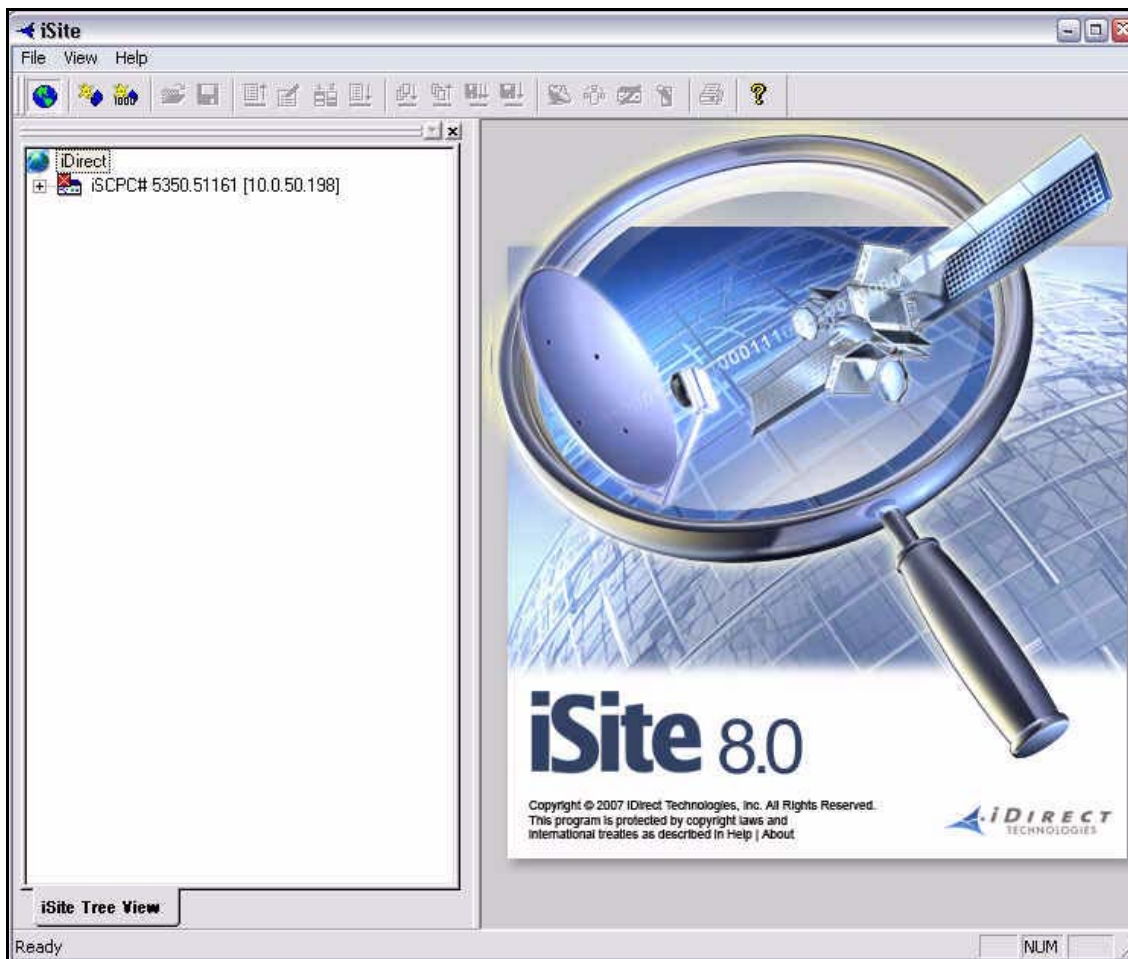 iSite
File View Help
1000
iDirect
iSCPC# 5350.51161 [10.0.50.198]
000111
iSite 8.0
Copyright © 2007 iDirect Technologies, Inc. All Rights Reserved.
This program is protected by copyright laws and
international treaties as described in Help | About
iDIRECT
TECHNOLOGIES
iSite Tree View
Ready
NUM